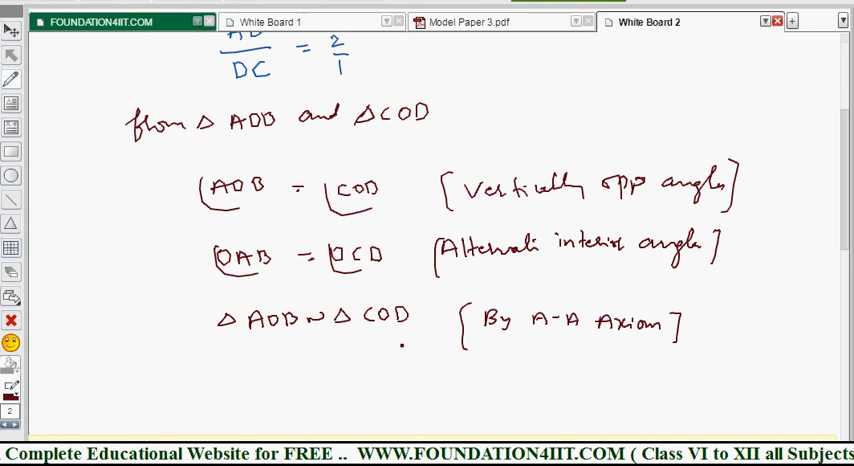 FOUNDATION4IIT.COM White Board 1 Model Paper 3.pdf White Board 2
AB
DC = 2
1
from Δ AOB and Δ COD
∠AOB = ∠COD [Vertically opp angles]
∠OAB = ∠OCD [Alternate interior angles]
Δ AOB ~ Δ COD [By A-A Axiom]
2
Complete Educational Website for FREE .. WWW.FOUNDATION4IIT.COM ( Class VI to XII all Subjects